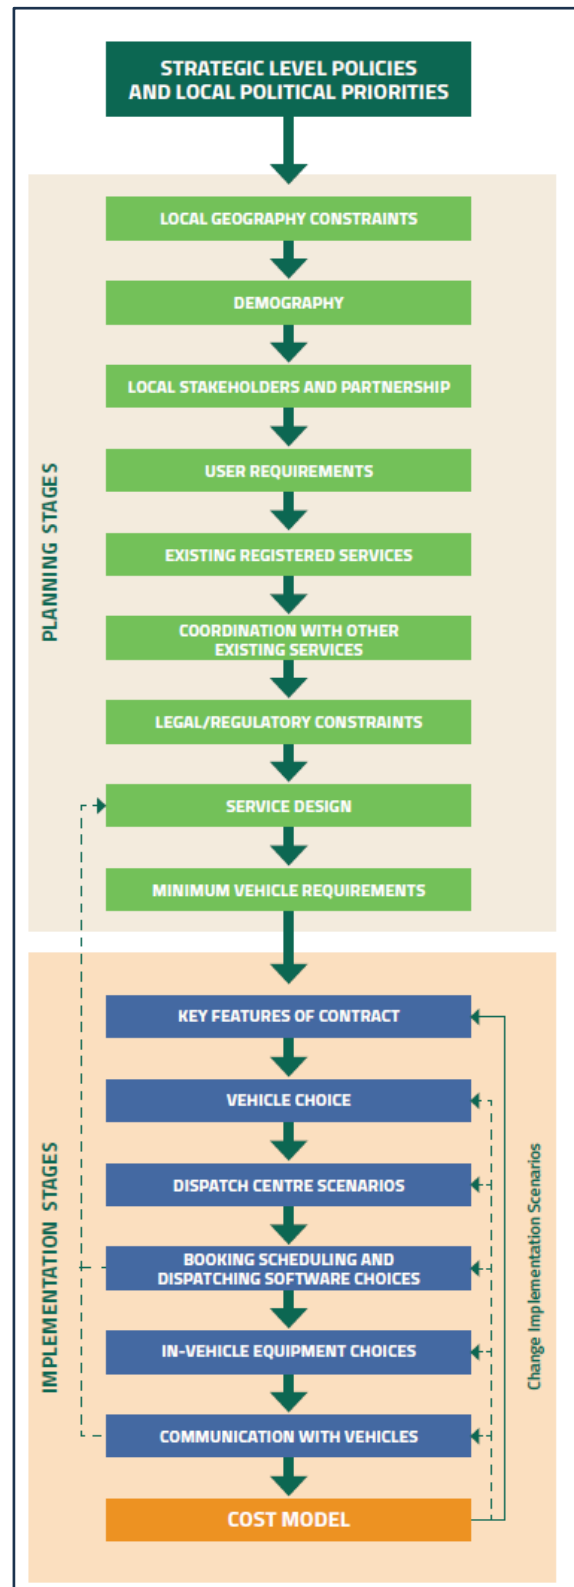 STRATEGIC LEVEL POLICIES
AND LOCAL POLITICAL PRIORITIES
PLANNING STAGES
LOCAL GEOGRAPHY CONSTRAINTS
DEMOGRAPHY
LOCAL STAKEHOLDERS AND PARTNERSHIP
USER REQUIREMENTS
EXISTING REGISTERED SERVICES
COORDINATION WITH OTHER
EXISTING SERVICES
LEGAL/REGULATORY CONSTRAINTS
SERVICE DESIGN
MINIMUM VEHICLE REQUIREMENTS
IMPLEMENTATION STAGES
KEY FEATURES OF CONTRACT
VEHICLE CHOICE
DISPATCH CENTRE SCENARIOS
BOOKING SCHEDULING AND
DISPATCHING SOFTWARE CHOICES
IN-VEHICLE EQUIPMENT CHOICES
COMMUNICATION WITH VEHICLES
COST MODEL
Change Implementation Scenarios